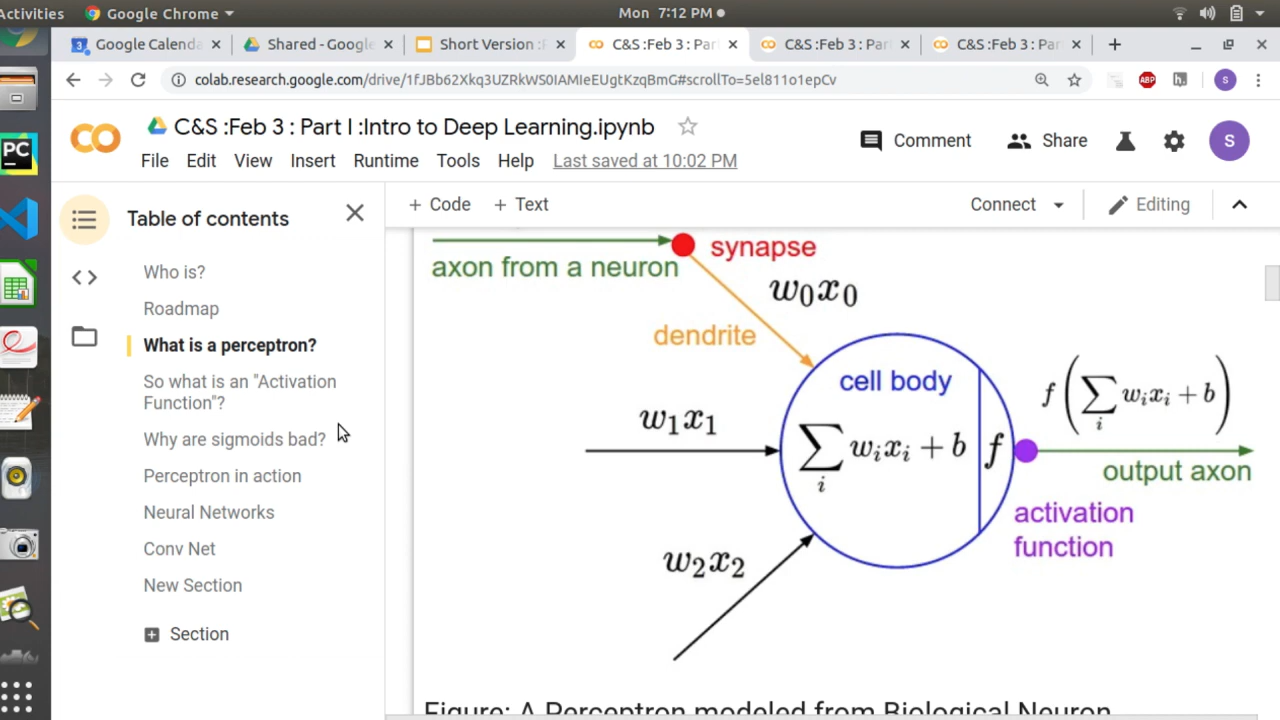 Activities
Google Chrome
Mon 7:12 PM
Google Calenda
Shared - Google
Short Version :
C&S :Feb 3 : Par
C&S :Feb 3 : Par
C&S :Feb 3 : Par
colab.research.google.com/drive/1fJBb62Xkq3UZRkWS0IAMIeEUgtKzqBmG#scrollTo=5el811o1epCv
ABP
S
C&S :Feb 3 : Part I :Intro to Deep Learning.ipynb
File Edit View Insert Runtime Tools Help Last saved at 10:02 PM
Comment
Share
S
PC
Table of contents
+ Code + Text
Connect
Editing
Who is?
Roadmap
What is a perceptron?
So what is an "Activation
Function"?
Why are sigmoids bad?
Perceptron in action
Neural Networks
Conv Net
New Section
Section
synapse
axon from a neuron
w₀x₀
dendrite
cell body
f(∑ᵢ wᵢxᵢ + b)
w₁x₁
∑ᵢ wᵢxᵢ + b
f
output axon
activation
function
w₂x₂
Figure: A Perceptron modeled from Biological Neuron